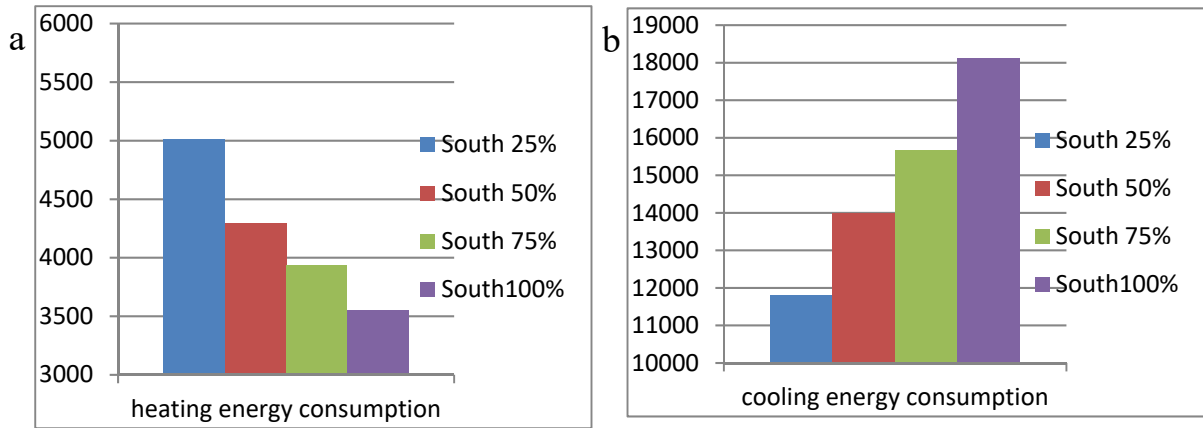 a
6000
5500
5000
4500
4000
3500
3000
South 25%
South 50%
South 75%
South100%
heating energy consumption
b
19000
18000
17000
16000
15000
14000
13000
12000
11000
10000
South 25%
South 50%
South 75%
South100%
cooling energy consumption